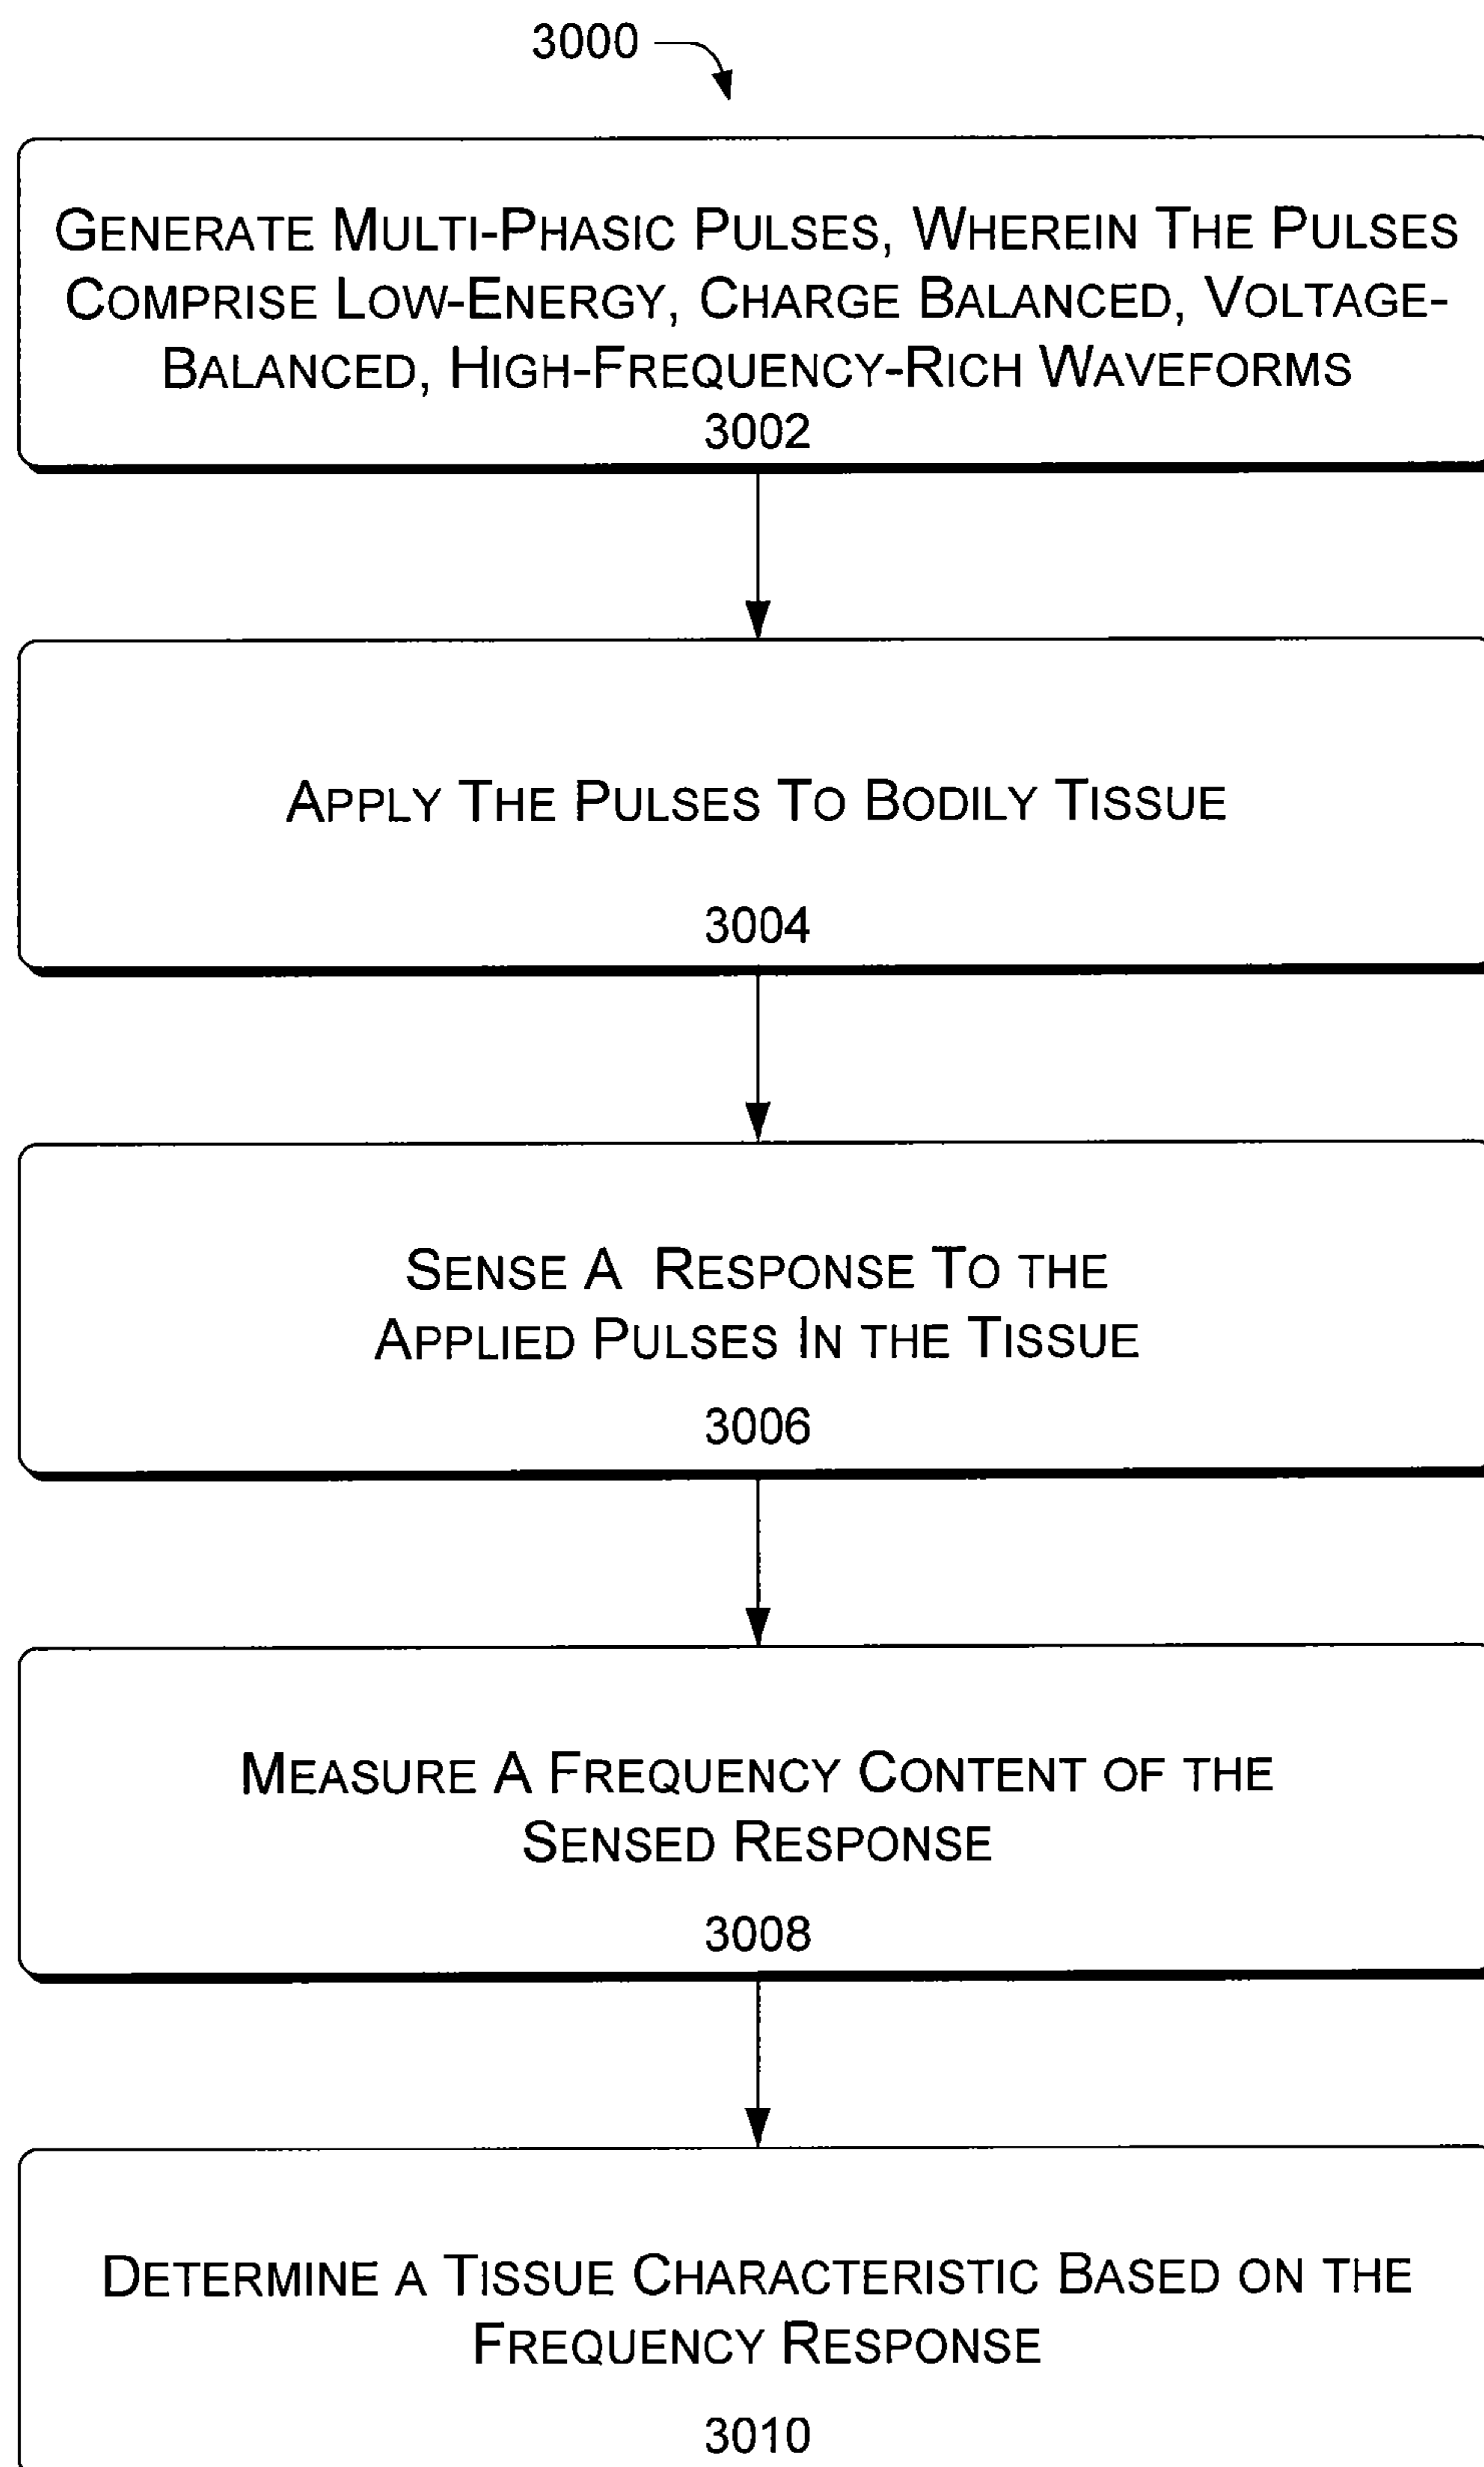 3000
GENERATE MULTI-PHASIC PULSES, WHEREIN THE PULSES
COMPRISE LOW-ENERGY, CHARGE BALANCED, VOLTAGE-
BALANCED, HIGH-FREQUENCY-RICH WAVEFORMS
3002
APPLY THE PULSES TO BODILY TISSUE
3004
SENSE A RESPONSE TO THE
APPLIED PULSES IN THE TISSUE
3006
MEASURE A FREQUENCY CONTENT OF THE
SENSED RESPONSE
3008
DETERMINE A TISSUE CHARACTERISTIC BASED ON THE
FREQUENCY RESPONSE
3010